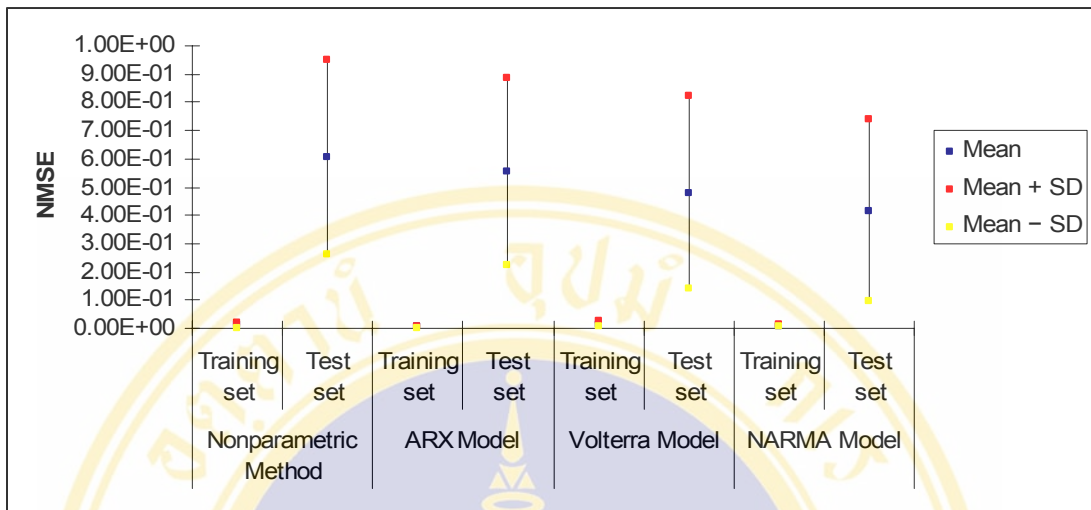 1.00E+00
9.00E-01
8.00E-01
7.00E-01
6.00E-01
5.00E-01
4.00E-01
3.00E-01
2.00E-01
1.00E-01
0.00E+00
NMSE
Mean
Mean + SD
Mean − SD
Training set
Test set
Training set
Test set
Training set
Test set
Training set
Test set
Nonparametric Method
ARX Model
Volterra Model
NARMA Model
อุปมํ